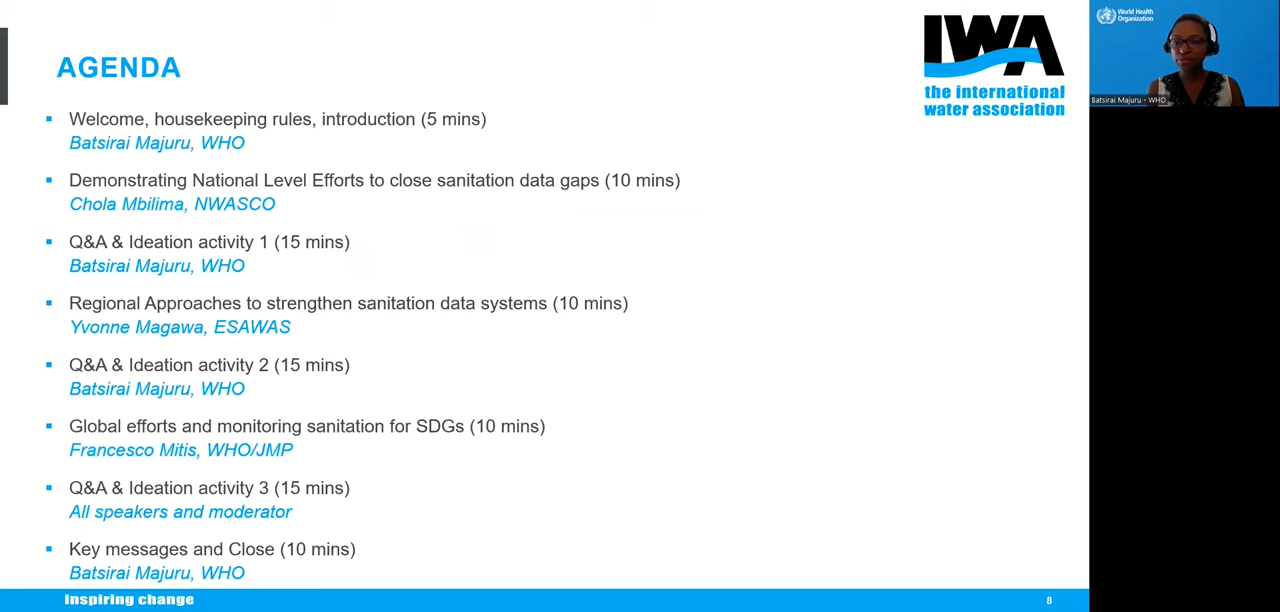 AGENDA
Welcome, housekeeping rules, introduction (5 mins)
Batsirai Majuru, WHO
Demonstrating National Level Efforts to close sanitation data gaps (10 mins)
Chola Mbilima, NWASCO
Q&A & Ideation activity 1 (15 mins)
Batsirai Majuru, WHO
Regional Approaches to strengthen sanitation data systems (10 mins)
Yvonne Magawa, ESAWAS
Q&A & Ideation activity 2 (15 mins)
Batsirai Majuru, WHO
Global efforts and monitoring sanitation for SDGs (10 mins)
Francesco Mitis, WHO/JMP
Q&A & Ideation activity 3 (15 mins)
All speakers and moderator
Key messages and Close (10 mins)
Batsirai Majuru, WHO
inspiring change
8
IWA
the international
water association
World Health
Organization
Batsirai Majuru - WHO